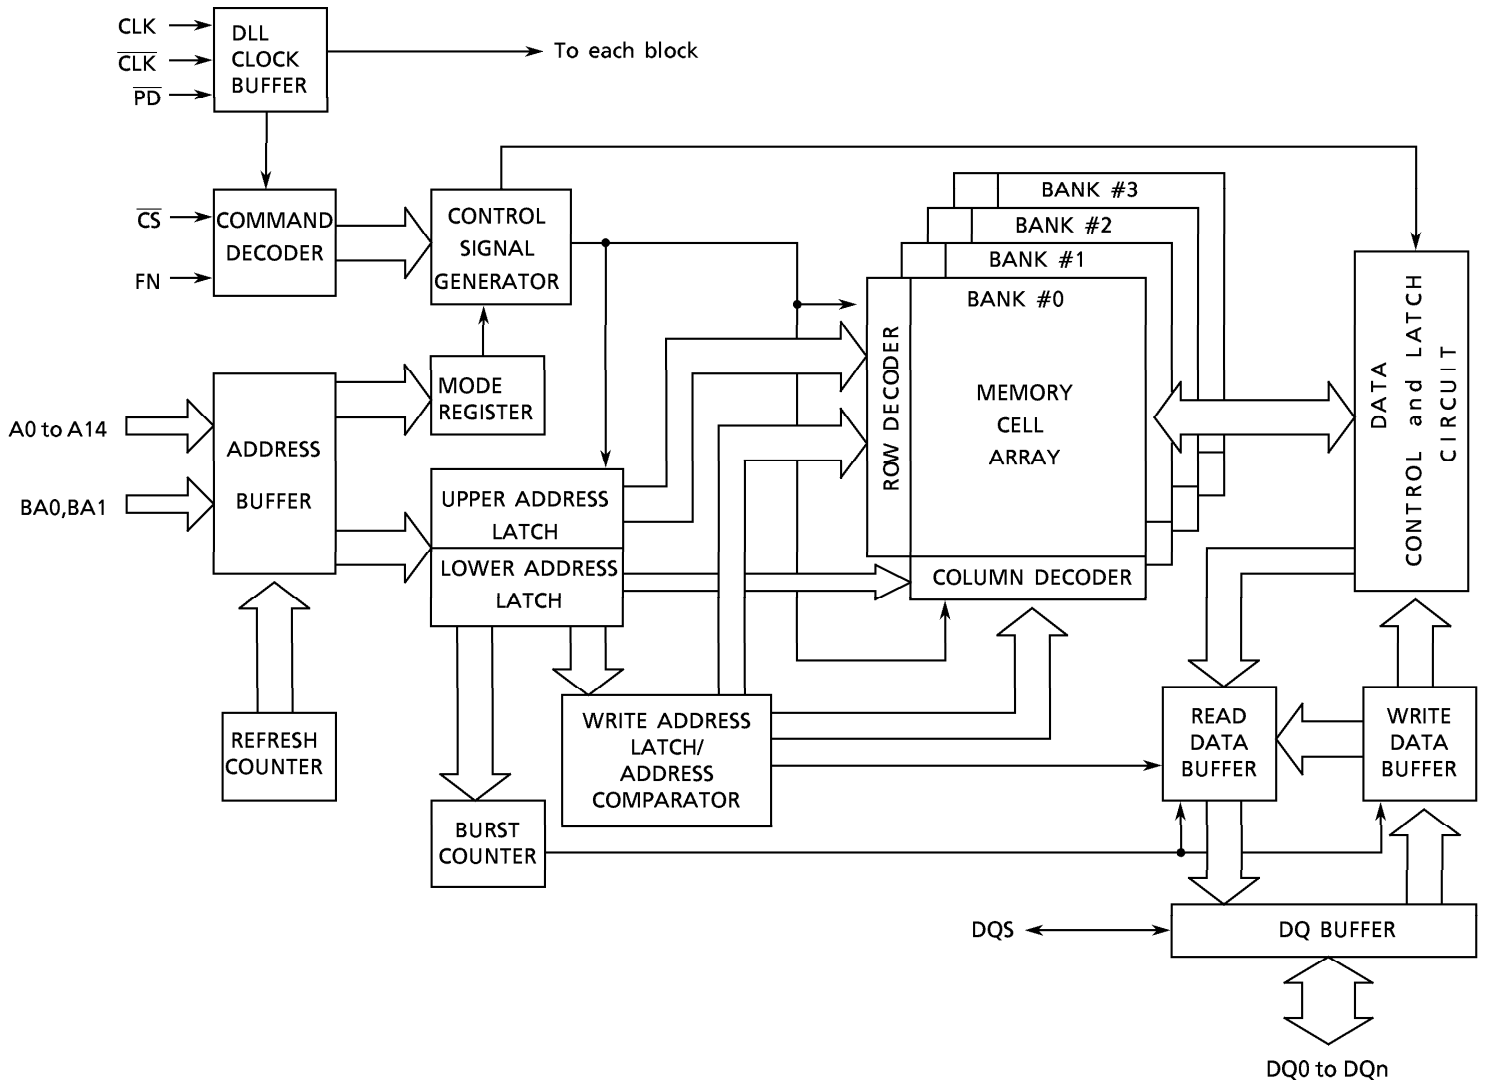 CLK
C̅L̅K̅
P̅D̅
DLL
CLOCK
BUFFER
To each block
C̅S̅
FN
COMMAND
DECODER
CONTROL
SIGNAL
GENERATOR
BANK #3
BANK #2
BANK #1
BANK #0
MEMORY
CELL
ARRAY
ROW DECODER
COLUMN DECODER
DATA
CONTROL and LATCH
CIRCUIT
MODE
REGISTER
A0 to A14
BA0,BA1
ADDRESS
BUFFER
UPPER ADDRESS
LATCH
LOWER ADDRESS
LATCH
REFRESH
COUNTER
WRITE ADDRESS
LATCH/
ADDRESS
COMPARATOR
BURST
COUNTER
READ
DATA
BUFFER
WRITE
DATA
BUFFER
DQS
DQ BUFFER
DQ0 to DQn